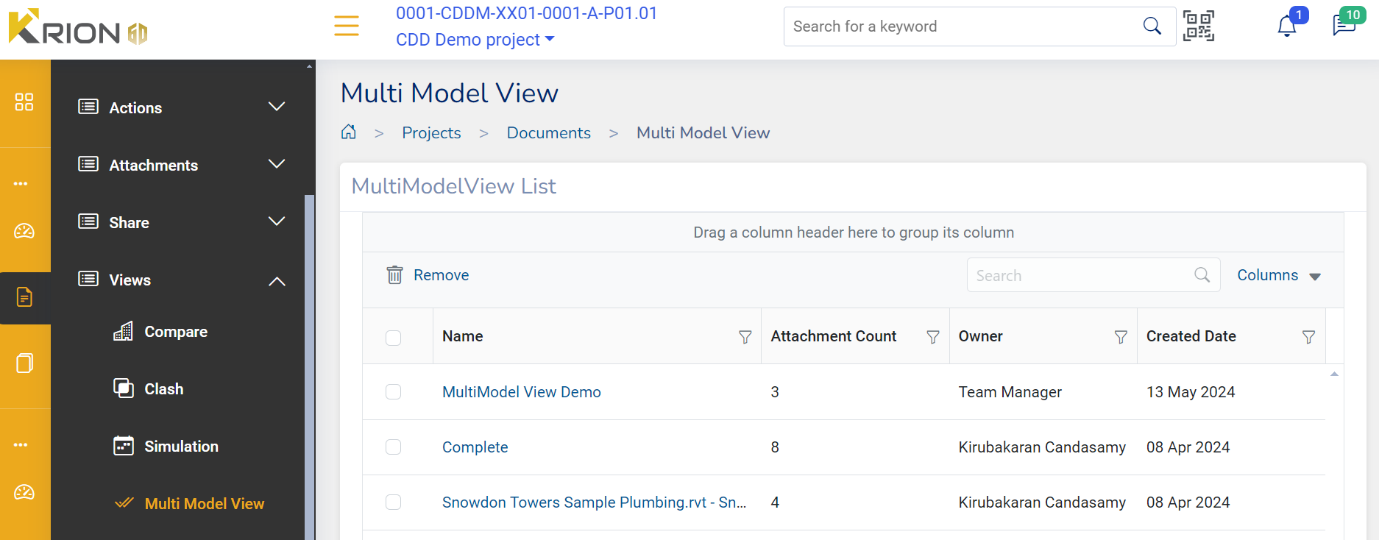 KRION
0001-CDDM-XX01-0001-A-P01.01
CDD Demo project
Search for a keyword
1
10
Actions
Attachments
Share
Views
Compare
Clash
Simulation
Multi Model View
Multi Model View
> Projects > Documents > Multi Model View
MultiModelView List
Drag a column header here to group its column
Remove
Search
Columns
Name Attachment Count Owner Created Date
MultiModel View Demo 3 Team Manager 13 May 2024
Complete 8 Kirubakaran Candasamy 08 Apr 2024
Snowdon Towers Sample Plumbing.rvt - Sn... 4 Kirubakaran Candasamy 08 Apr 2024